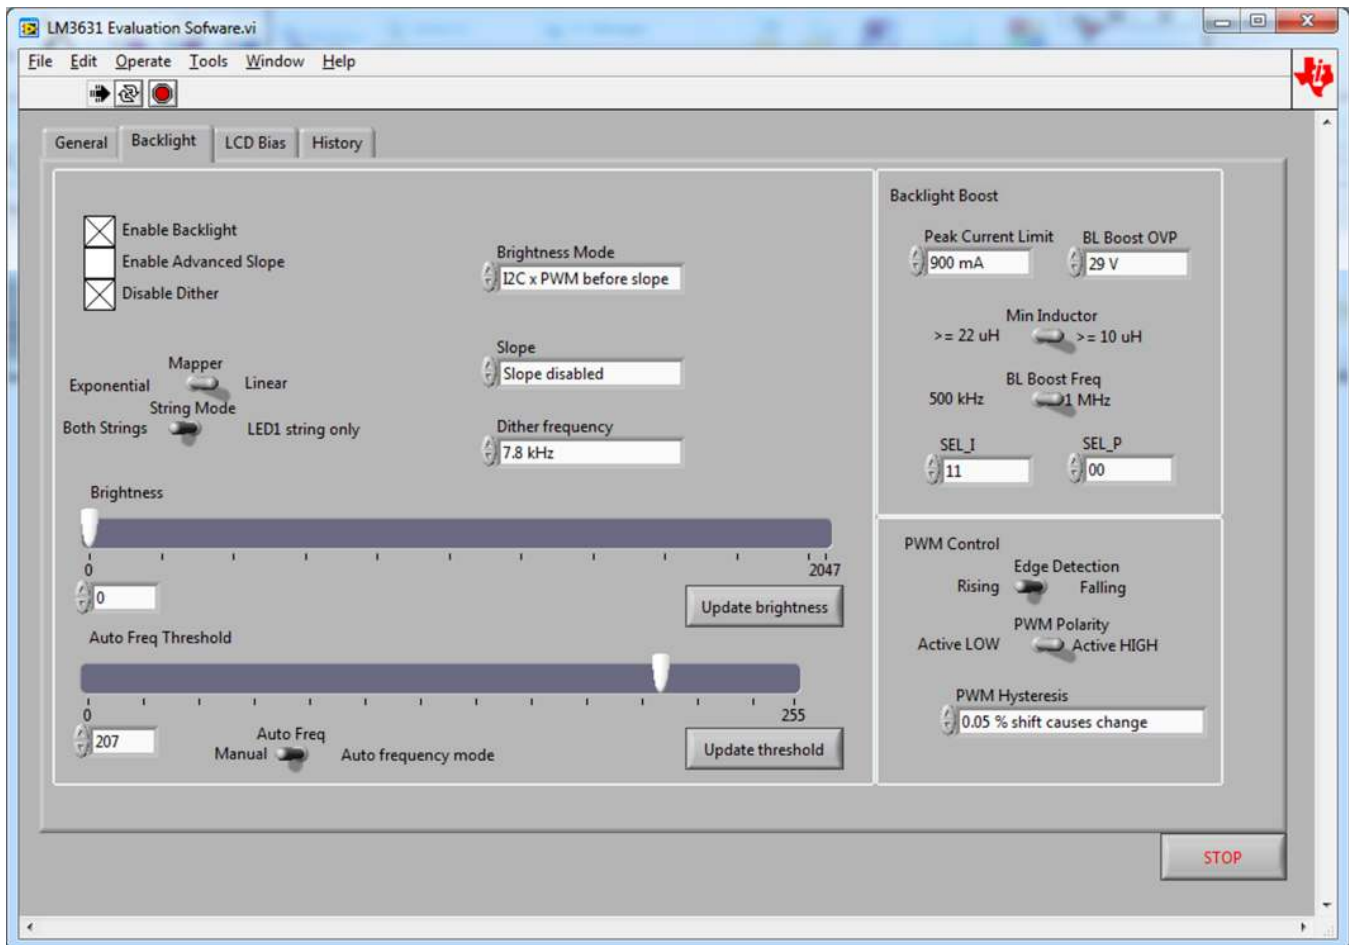 LM3631 Evaluation Sofware.vi
File Edit Operate Tools Window Help
General Backlight LCD Bias History
Enable Backlight
Enable Advanced Slope
Disable Dither
Mapper
Exponential Linear
String Mode
Both Strings LED1 string only
Brightness Mode
I2C x PWM before slope
Slope
Slope disabled
Dither frequency
7.8 kHz
Brightness
0 2047
0
Update brightness
Auto Freq Threshold
0 255
207
Auto Freq
Manual Auto frequency mode
Update threshold
Backlight Boost
Peak Current Limit BL Boost OVP
900 mA 29 V
Min Inductor
>= 22 uH >= 10 uH
BL Boost Freq
500 kHz 1 MHz
SEL_I SEL_P
11 00
PWM Control
Edge Detection
Rising Falling
PWM Polarity
Active LOW Active HIGH
PWM Hysteresis
0.05 % shift causes change
STOP